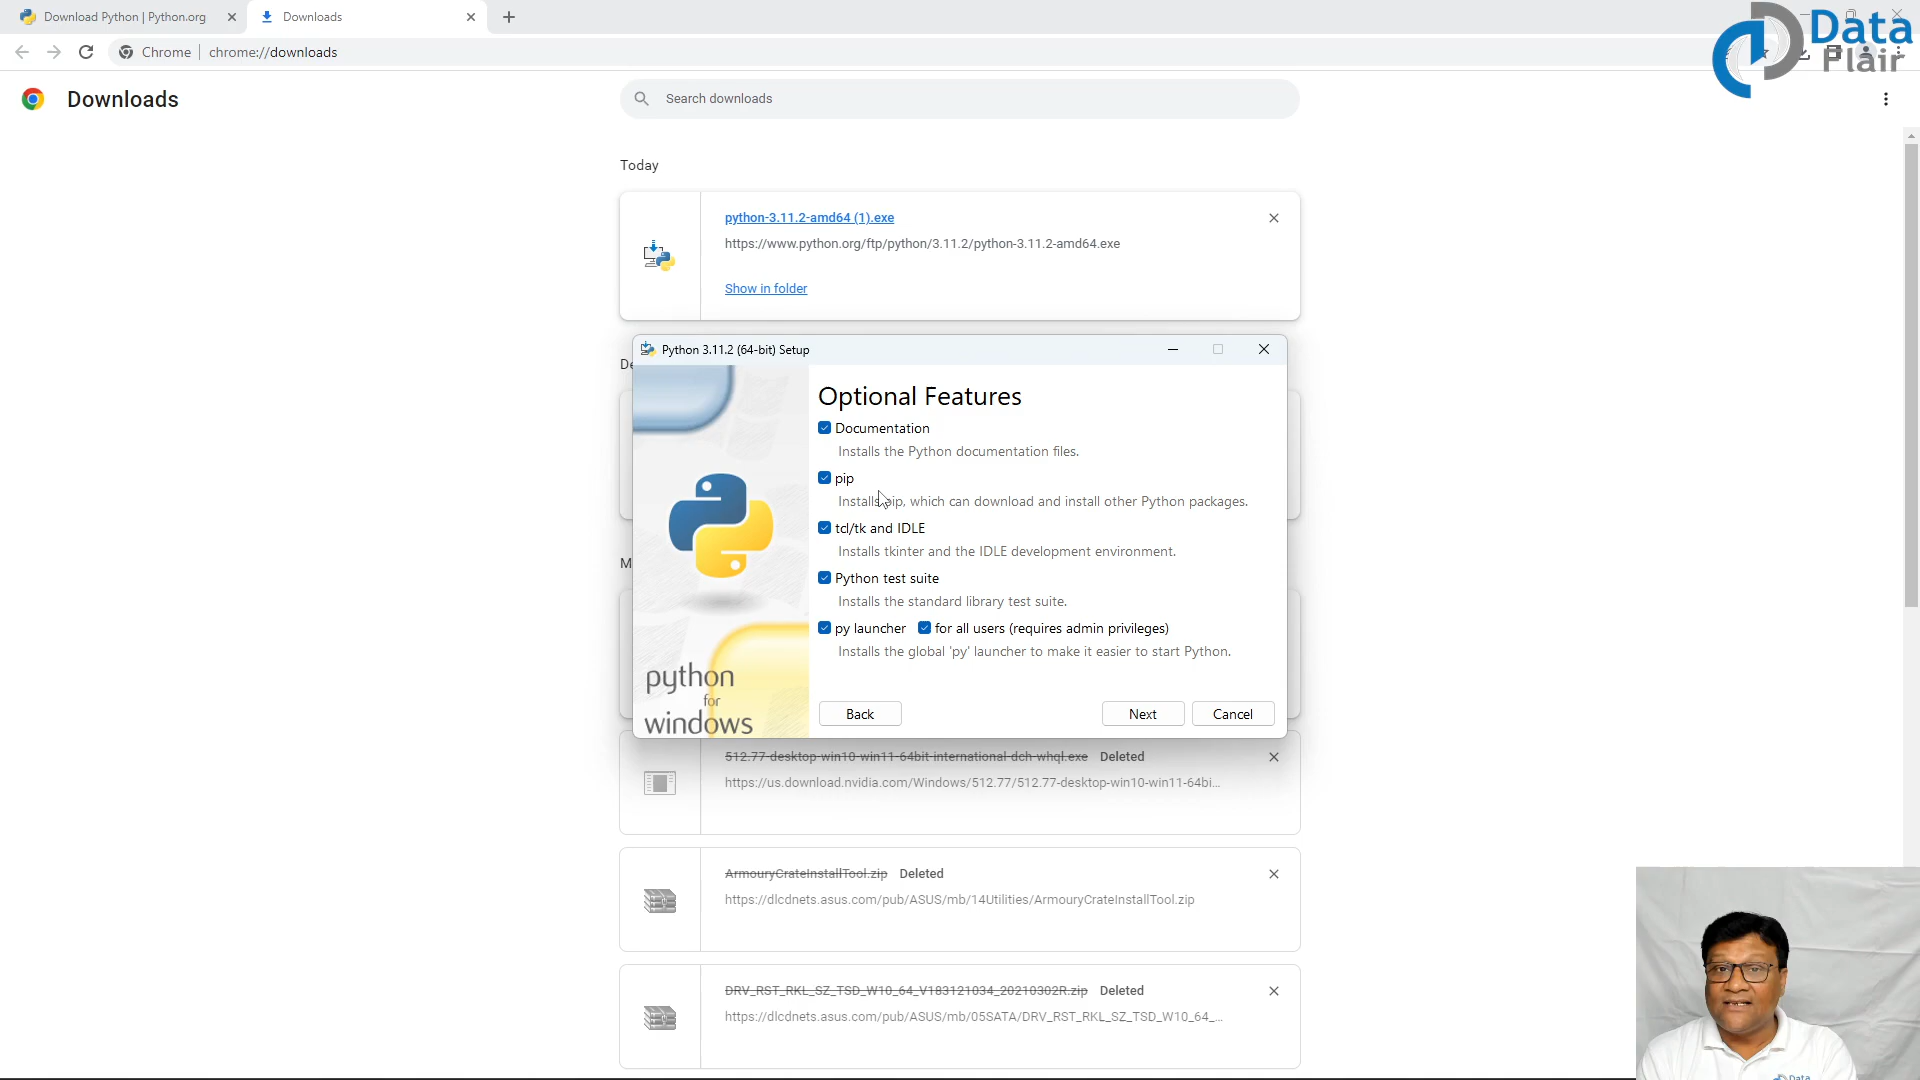 Download Python | Python.org
Downloads
Chrome
chrome://downloads
Data
Flair
Downloads
Search downloads
Today
python-3.11.2-amd64 (1).exe
https://www.python.org/ftp/python/3.11.2/python-3.11.2-amd64.exe
Show in folder
Python 3.11.2 (64-bit) Setup
Optional Features
Documentation
Installs the Python documentation files.
pip
Installs pip, which can download and install other Python packages.
tcl/tk and IDLE
Installs tkinter and the IDLE development environment.
Python test suite
Installs the standard library test suite.
py launcher for all users (requires admin privileges)
Installs the global 'py' launcher to make it easier to start Python.
python
for
windows
Back
Next
Cancel
512.77-desktop-win10-win11-64bit-international-dch-whql.exe Deleted
https://us.download.nvidia.com/Windows/512.77/512.77-desktop-win10-win11-64bi...
ArmouryCrateInstallTool.zip Deleted
https://dlcdnets.asus.com/pub/ASUS/mb/14Utilities/ArmouryCrateInstallTool.zip
DRV_RST_RKL_SZ_TSD_W10_64_V183121034_20210302R.zip Deleted
https://dlcdnets.asus.com/pub/ASUS/mb/05SATA/DRV_RST_RKL_SZ_TSD_W10_64_...
Data